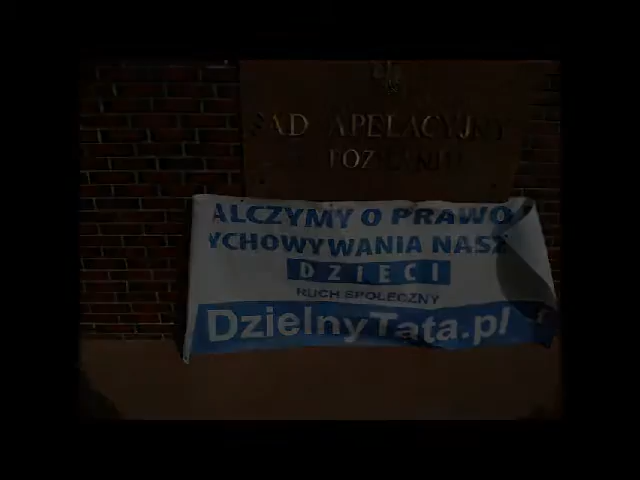 SĄD APELACYJNY
POZNANIU
ALCZYMY O PRAWO
YCHOWYWANIA NASZ
DZIECI
RUCH SPOŁECZNY
DzielnyTata.pl